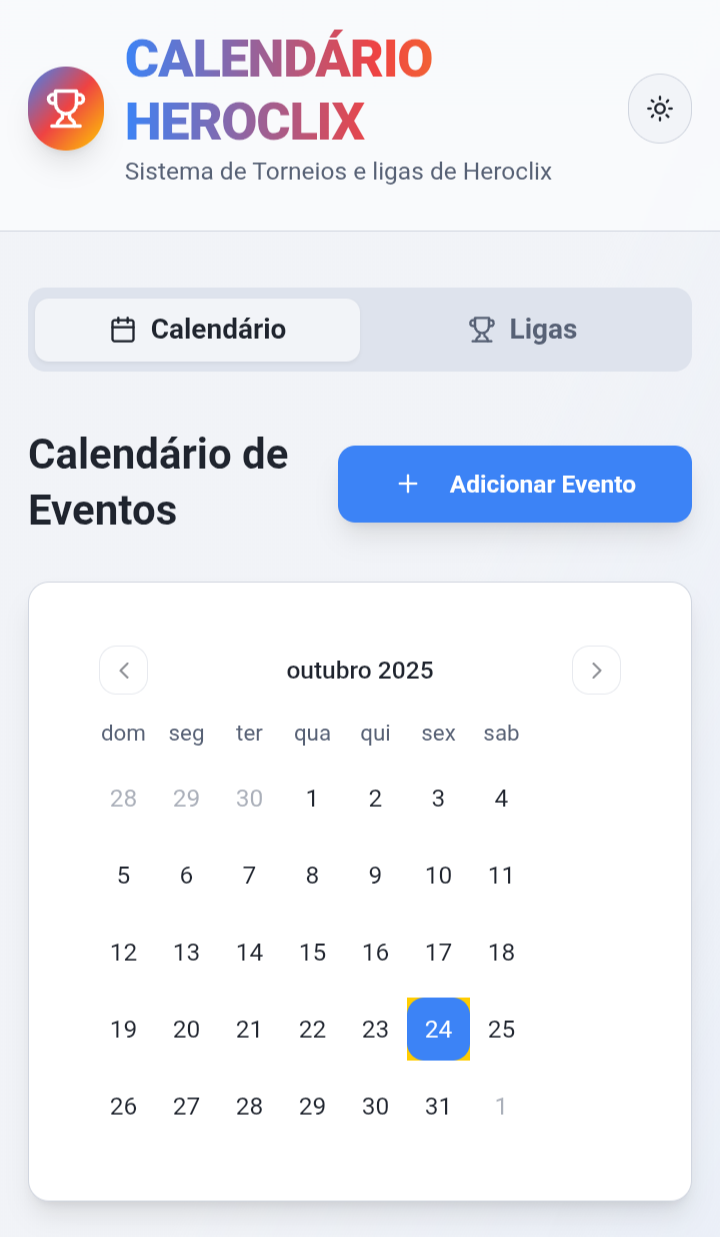 CALENDÁRIO
HEROCLIX
Sistema de Torneios e ligas de Heroclix
Calendário Ligas
Calendário de
Eventos
+ Adicionar Evento
outubro 2025
dom seg ter qua qui sex sab
28 29 30 1 2 3 4
5 6 7 8 9 10 11
12 13 14 15 16 17 18
19 20 21 22 23 24 25
26 27 28 29 30 31 1